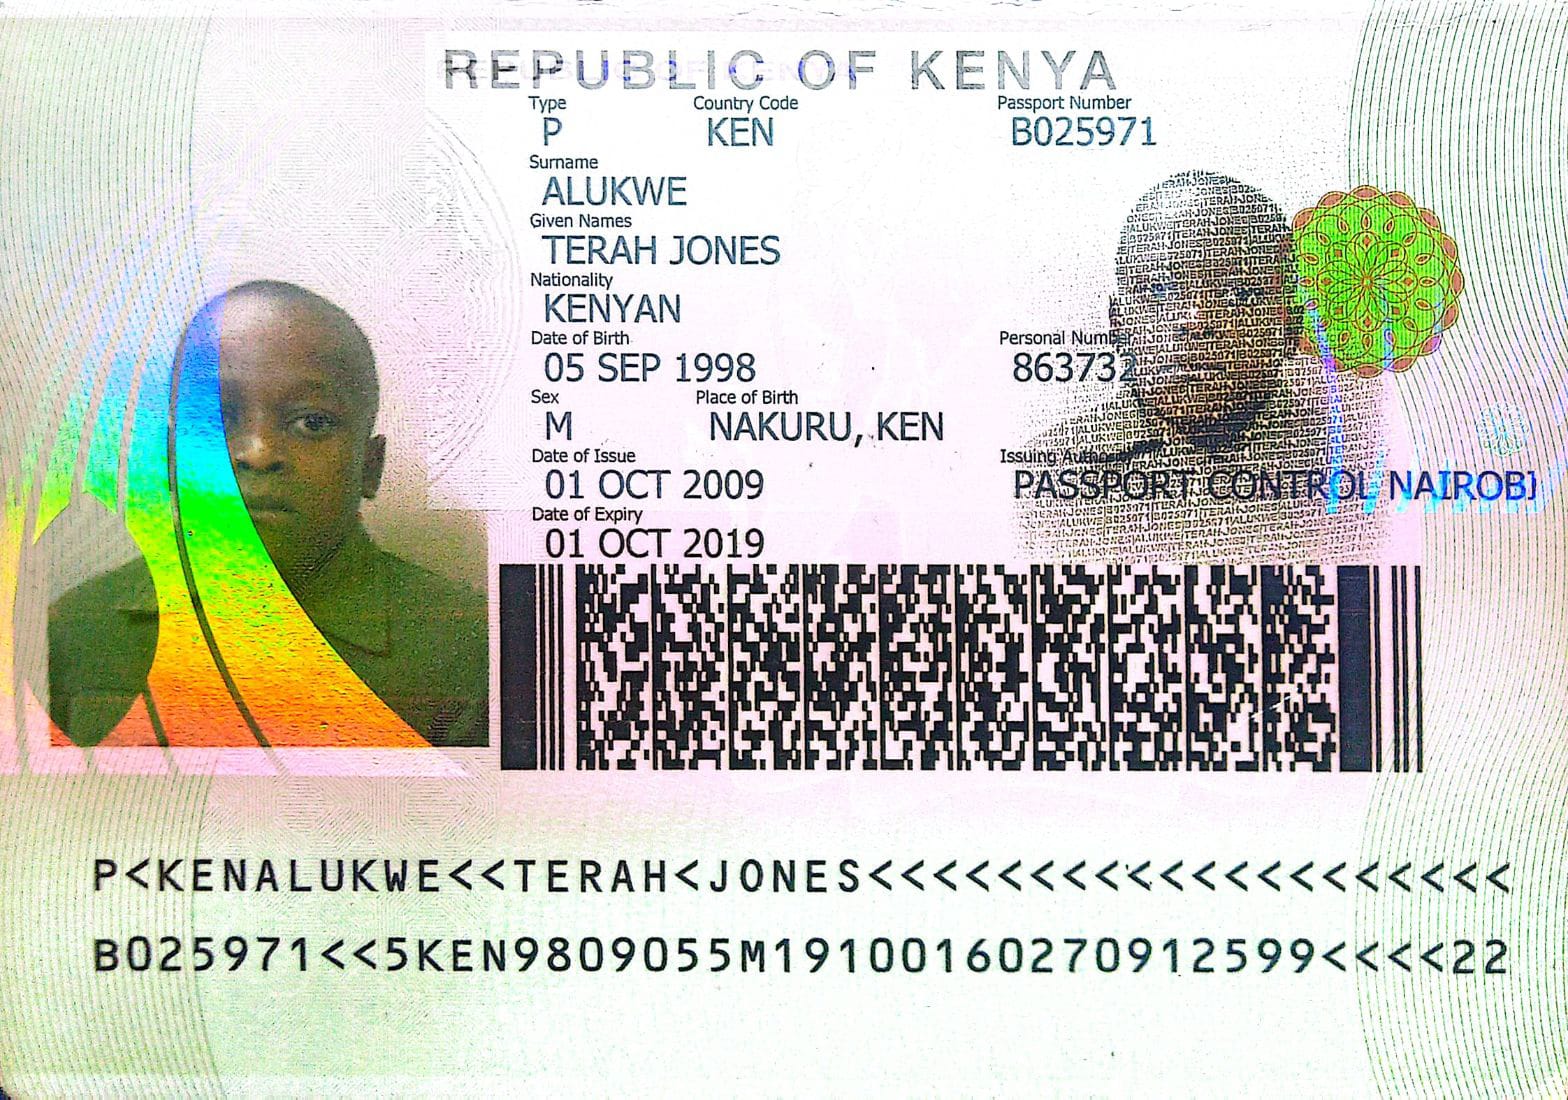 REPUBLIC OF KENYA
Type Country Code Passport Number
P KEN B025971
Surname
ALUKWE
Given Names
TERAH JONES
Nationality
KENYAN
Date of Birth Personal Number
05 SEP 1998 863732
Sex Place of Birth
M NAKURU, KEN
Date of Issue Issuing Authority
01 OCT 2009 PASSPORT CONTROL NAIROBI
Date of Expiry
01 OCT 2019
P<KENALUKWE<<TERAH<JONES<<<<<<<<<<<<<<<<<<<<
B025971<<5KEN9809055M19100160270912599<<<<22